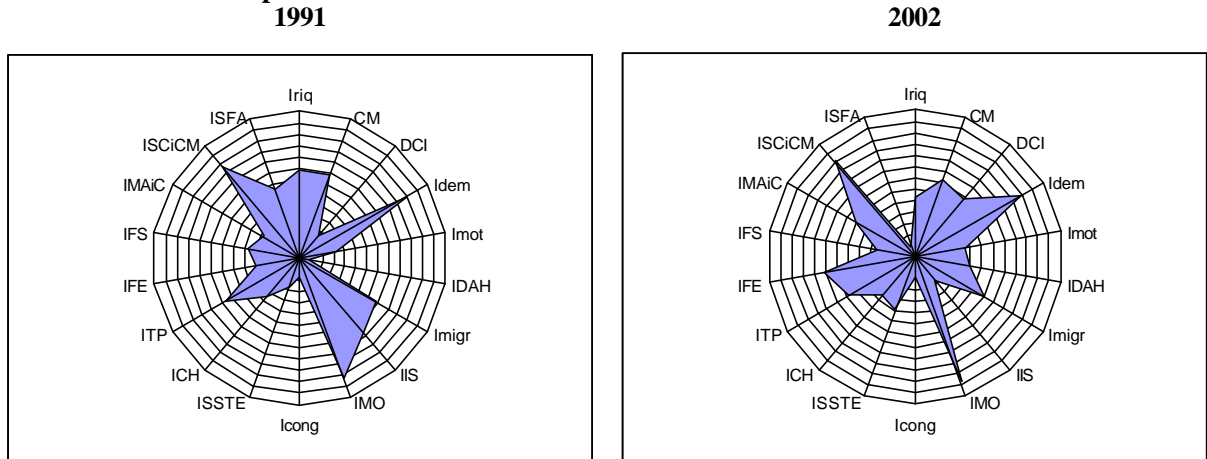 1991
2002
Iriq
CM
DCI
Idem
Imot
IDAH
Imigr
IIS
IMO
Icong
ISSTE
ICH
ITP
IFE
IFS
IMAiC
ISCiCM
ISFA
Iriq
CM
DCI
Idem
Imot
IDAH
Imigr
IIS
IMO
Icong
ISSTE
ICH
ITP
IFE
IFS
IMAiC
ISCiCM
ISFA